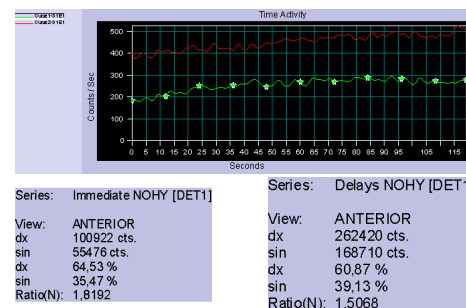 Time Activity
500
400
300
200
100
0
Counts / Sec
0 5 10 15 20 25 30 35 40 45 50 55 60 65 70 75 80 85 90 95 105 115
Seconds
Series: Immediate NOHY [DET1]
View: ANTERIOR
dx 100922 cts.
sin 55476 cts.
dx 64,53 %
sin 35,47 %
Ratio(N): 1,8192
Series: Delays NOHY [DET1
View: ANTERIOR
dx 262420 cts.
sin 168710 cts.
dx 60,87 %
sin 39,13 %
Ratio(N): 1,5068